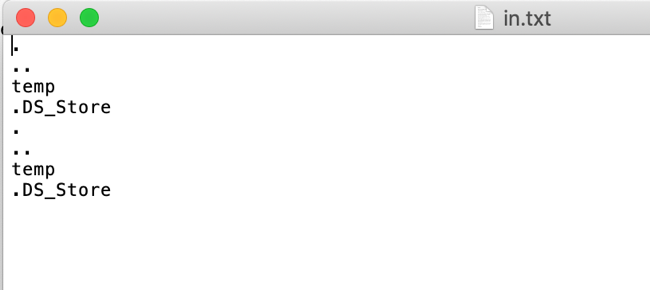 in.txt
.
..
temp
.DS_Store
.
..
temp
.DS_Store